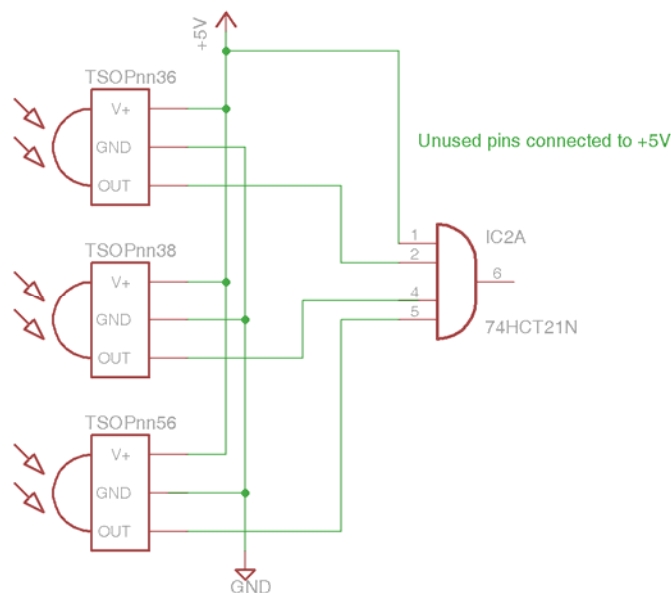 +5V
TSOPnn36
V+
GND
OUT
Unused pins connected to +5V
1
2
4
5
6
IC2A
74HCT21N
TSOPnn38
V+
GND
OUT
TSOPnn56
V+
GND
OUT
GND